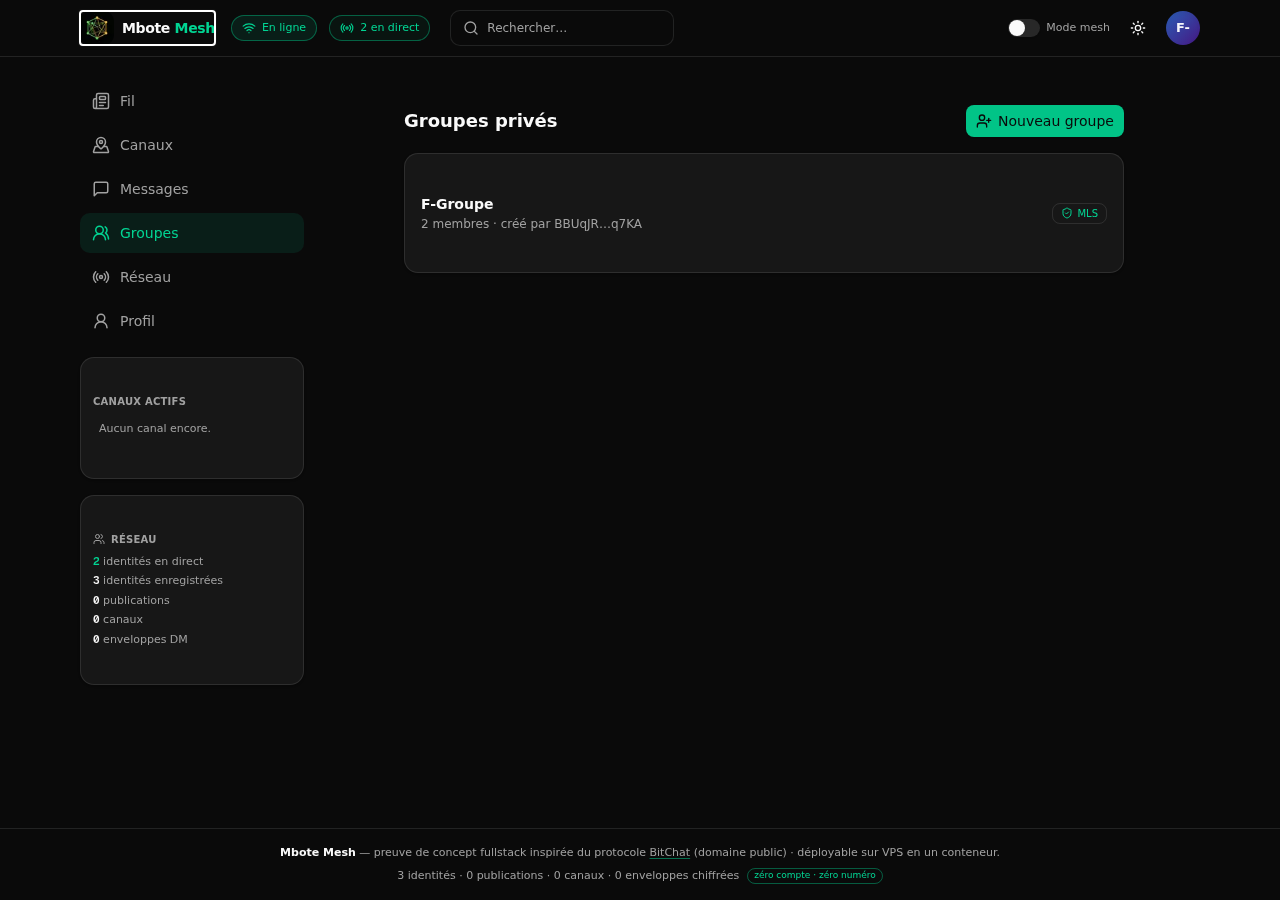 Mbote Mesh
En ligne
2 en direct
Rechercher...
Mode mesh
F-
Fil
Canaux
Messages
Groupes
Réseau
Profil
CANAUX ACTIFS
Aucun canal encore.
RÉSEAU
2 identités en direct
3 identités enregistrées
0 publications
0 canaux
0 enveloppes DM
Groupes privés
Nouveau groupe
F-Groupe
2 membres · créé par BBUqJR…q7KA
MLS
Mbote Mesh — preuve de concept fullstack inspirée du protocole BitChat (domaine public) · déployable sur VPS en un conteneur.
3 identités · 0 publications · 0 canaux · 0 enveloppes chiffrées zéro compte · zéro numéro